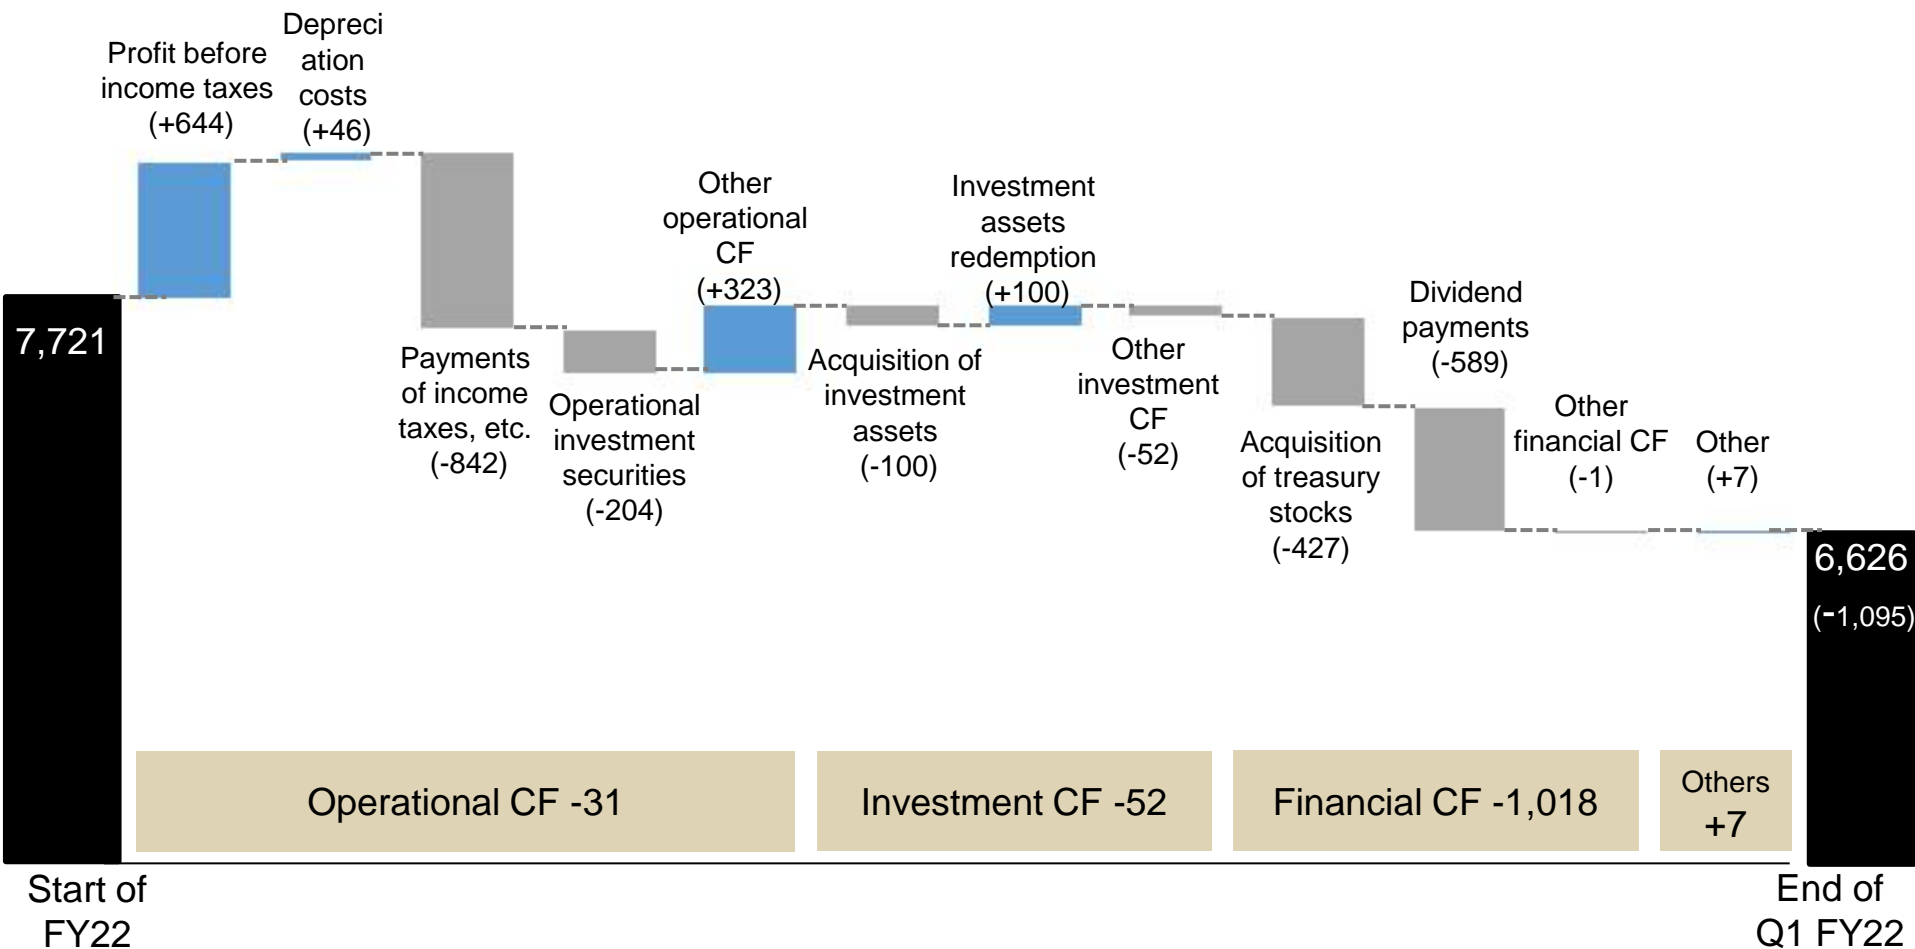 Profit before
income taxes
(+644)
Depreci
ation
costs
(+46)
Other
operational
CF
(+323)
Investment
assets
redemption
(+100)
Dividend
payments
(-589)
7,721
Payments
of income
taxes, etc.
(-842)
Operational
investment
securities
(-204)
Acquisition of
investment
assets
(-100)
Other
investment
CF
(-52)
Acquisition
of treasury
stocks
(-427)
Other
financial CF
(-1)
Other
(+7)
6,626
(-1,095)
Operational CF -31
Investment CF -52
Financial CF -1,018
Others
+7
Start of
FY22
End of
Q1 FY22